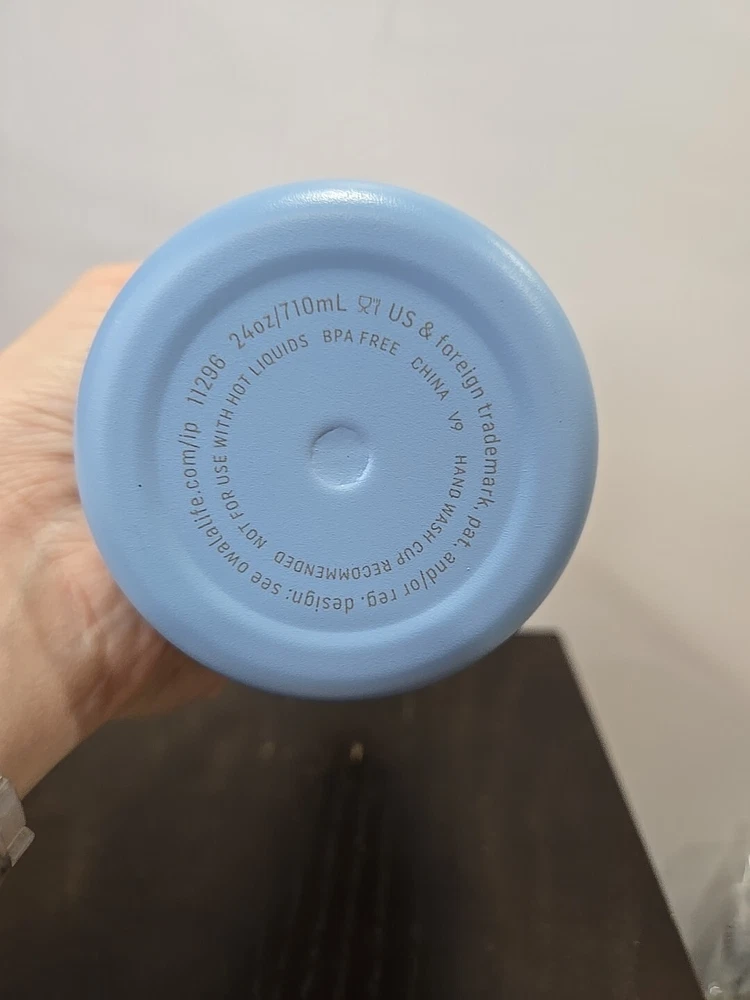 11296 24oz/710mL US & foreign trademark, pat, and/or reg. design: see owalalife.com/ip
NOT FOR USE WITH HOT LIQUIDS BPA FREE CHINA V9 HAND WASH CUP RECOMMENDED